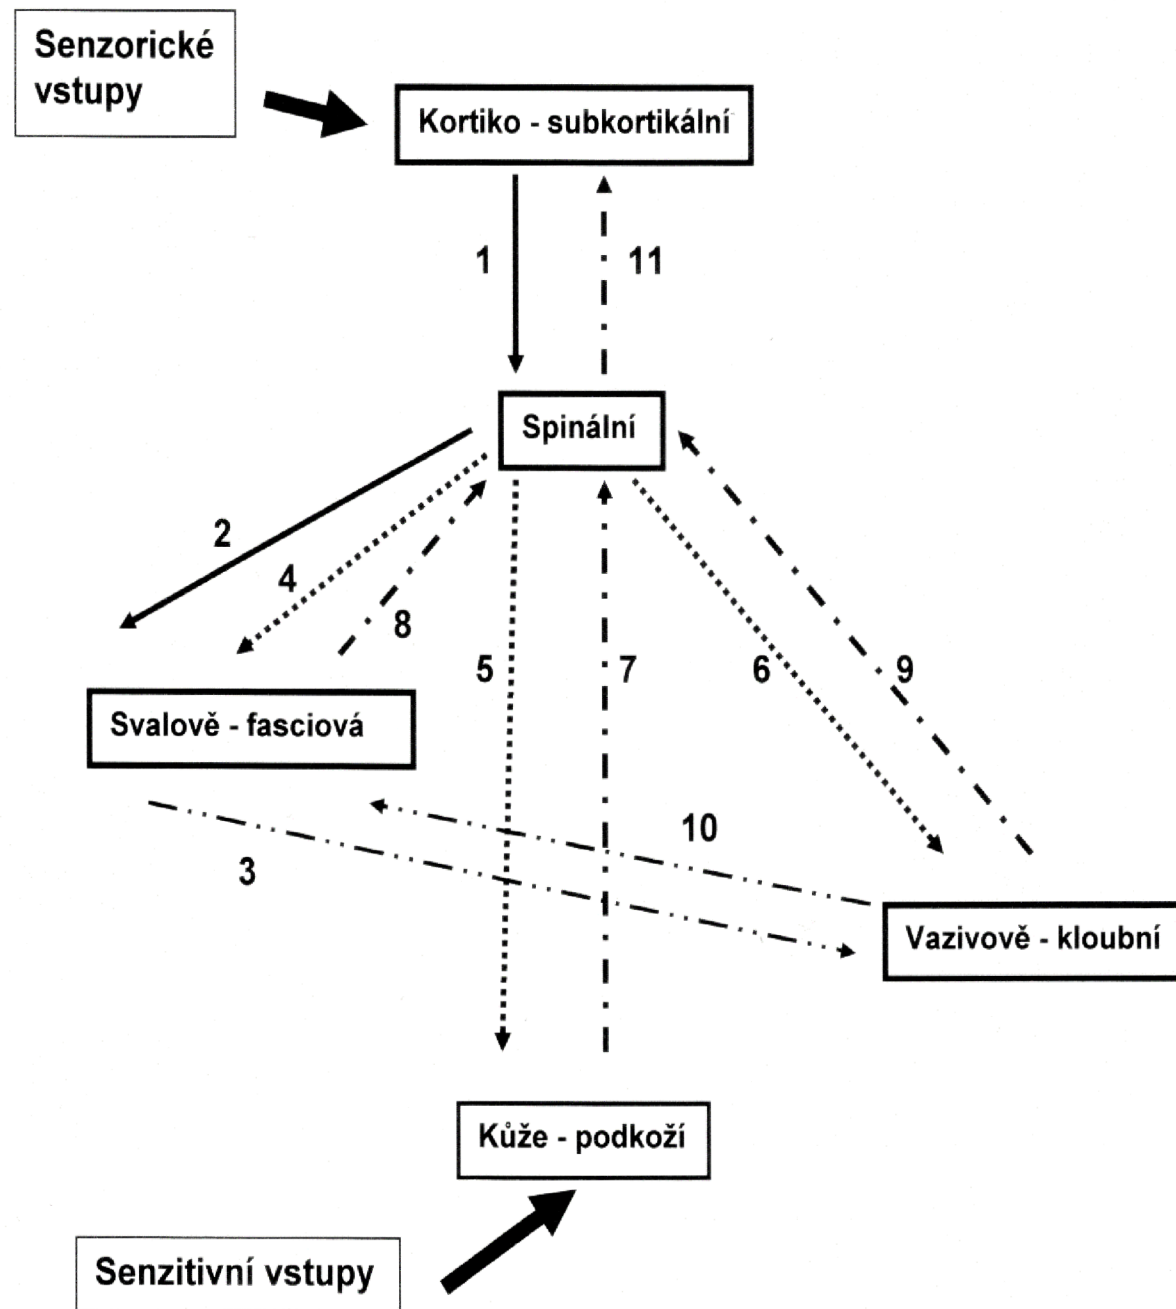 Senzorické
vstupy
Kortiko - subkortikální
1
11
Spinální
2
4
8
5
7
6
9
Svalově - fasciová
10
3
Vazivově - kloubní
Kůže - podkoží
Senzitivní vstupy